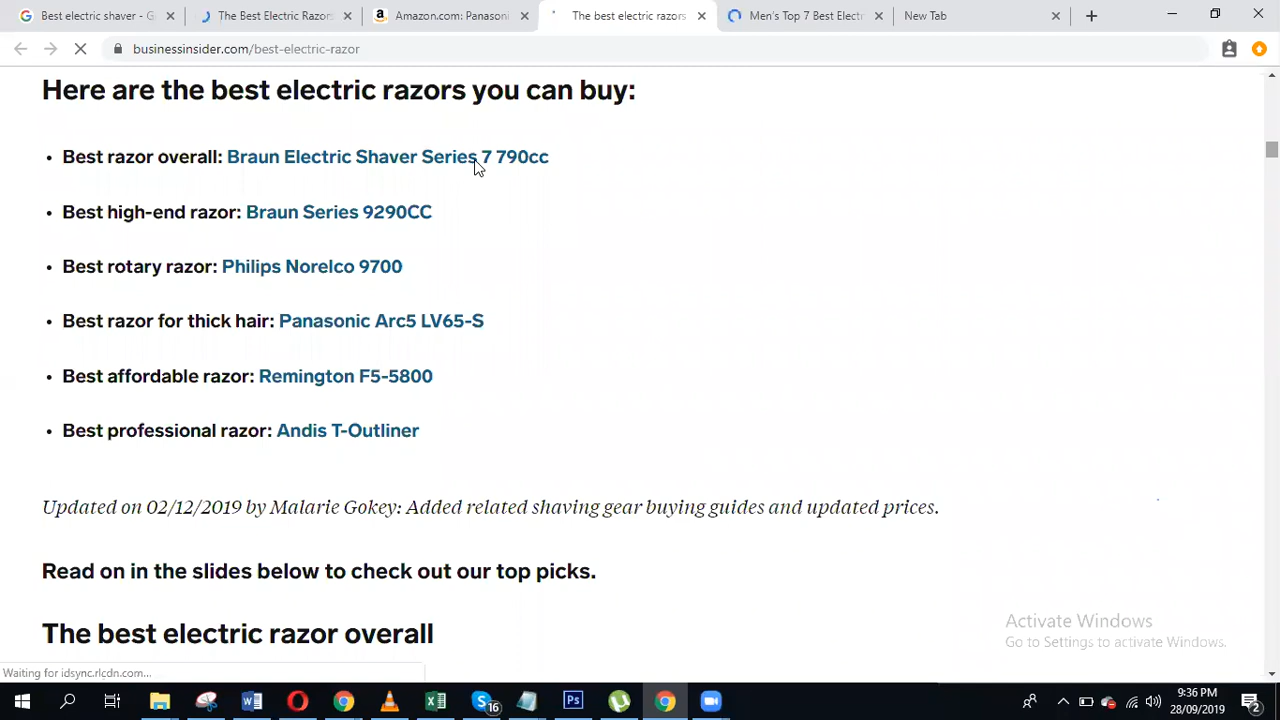 Best electric shaver - G
The Best Electric Razors
Amazon.com: Panasoni
The best electric razors
Men's Top 7 Best Electri
New Tab
businessinsider.com/best-electric-razor
Here are the best electric razors you can buy:
• Best razor overall: Braun Electric Shaver Series 7 790cc
• Best high-end razor: Braun Series 9290CC
• Best rotary razor: Philips Norelco 9700
• Best razor for thick hair: Panasonic Arc5 LV65-S
• Best affordable razor: Remington F5-5800
• Best professional razor: Andis T-Outliner
Updated on 02/12/2019 by Malarie Gokey: Added related shaving gear buying guides and updated prices.
Read on in the slides below to check out our top picks.
The best electric razor overall
Activate Windows
Go to Settings to activate Windows.
Waiting for idsync.rlcdn.com...
16
9:36 PM
28/09/2019
2